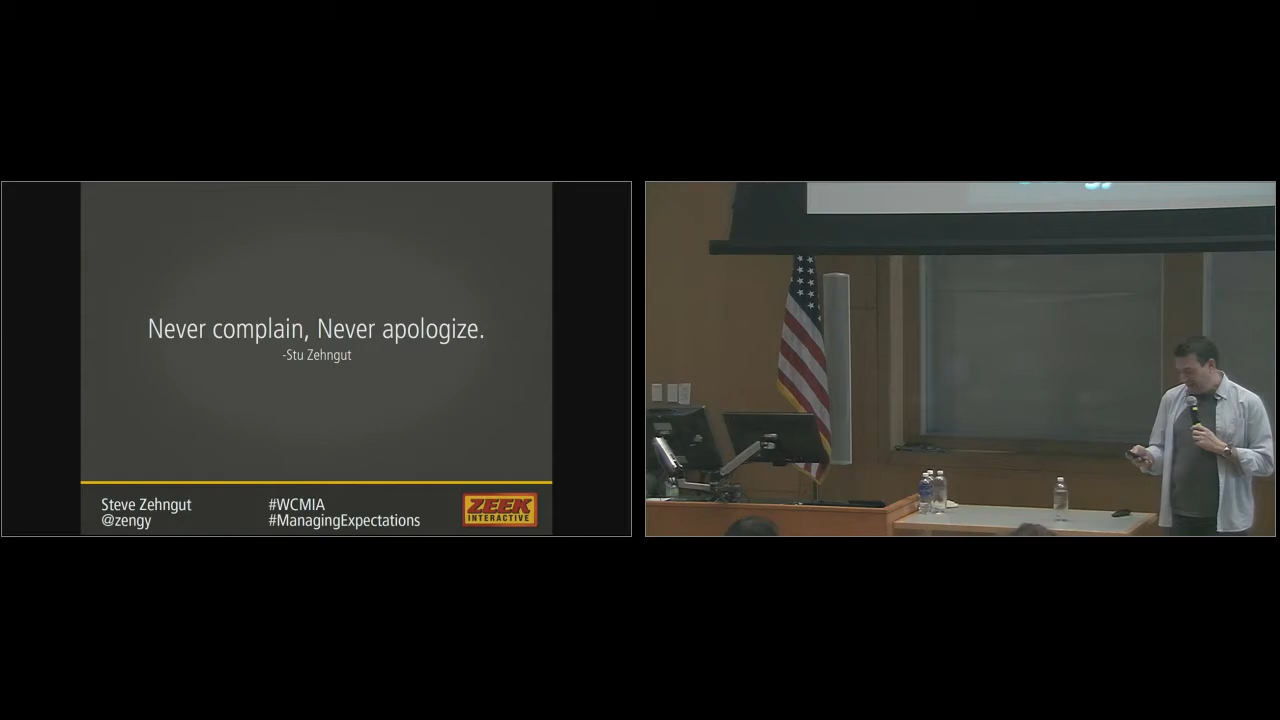 Never complain, Never apologize.
-Stu Zehngut
Steve Zehngut
@zengy
#WCMIA
#ManagingExpectations
ZEEK
INTERACTIVE